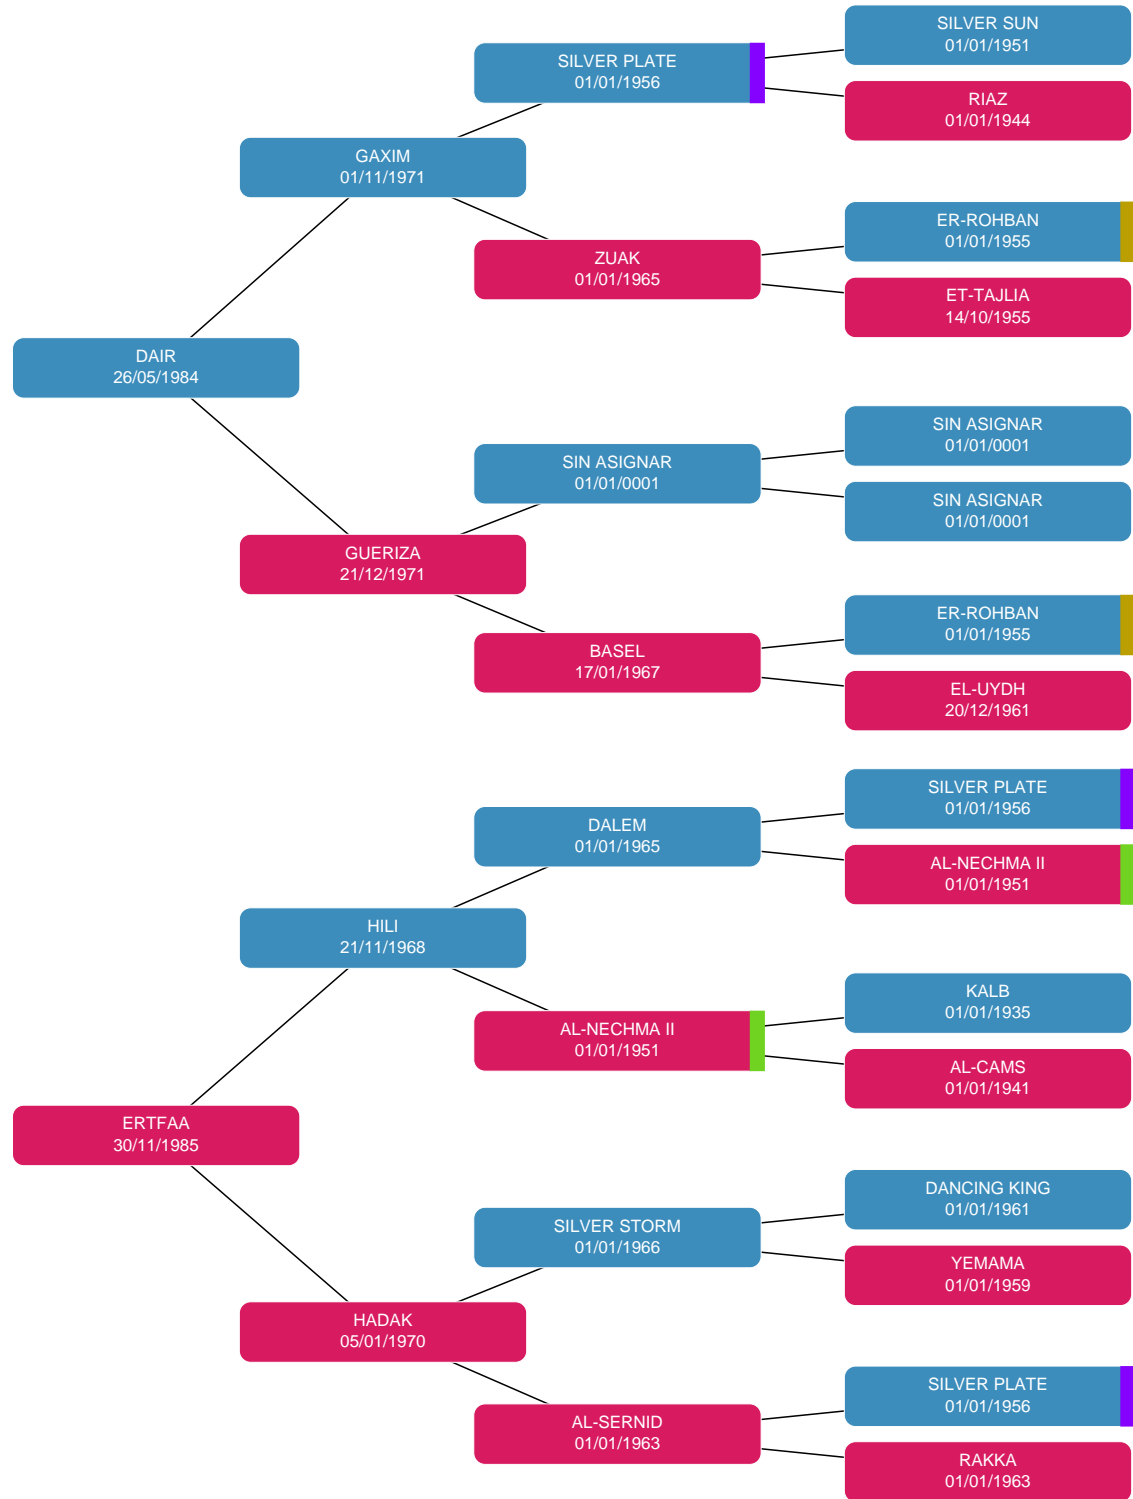 SILVER SUN
01/01/1951
SILVER PLATE
01/01/1956
RIAZ
01/01/1944
GAXIM
01/11/1971
ER-ROHBAN
01/01/1955
ZUAK
01/01/1965
ET-TAJLIA
14/10/1955
DAIR
26/05/1984
SIN ASIGNAR
01/01/0001
SIN ASIGNAR
01/01/0001
SIN ASIGNAR
01/01/0001
GUERIZA
21/12/1971
ER-ROHBAN
01/01/1955
BASEL
17/01/1967
EL-UYDH
20/12/1961
SILVER PLATE
01/01/1956
DALEM
01/01/1965
AL-NECHMA II
01/01/1951
HILI
21/11/1968
KALB
01/01/1935
AL-NECHMA II
01/01/1951
AL-CAMS
01/01/1941
ERTFAA
30/11/1985
DANCING KING
01/01/1961
SILVER STORM
01/01/1966
YEMAMA
01/01/1959
HADAK
05/01/1970
SILVER PLATE
01/01/1956
AL-SERNID
01/01/1963
RAKKA
01/01/1963